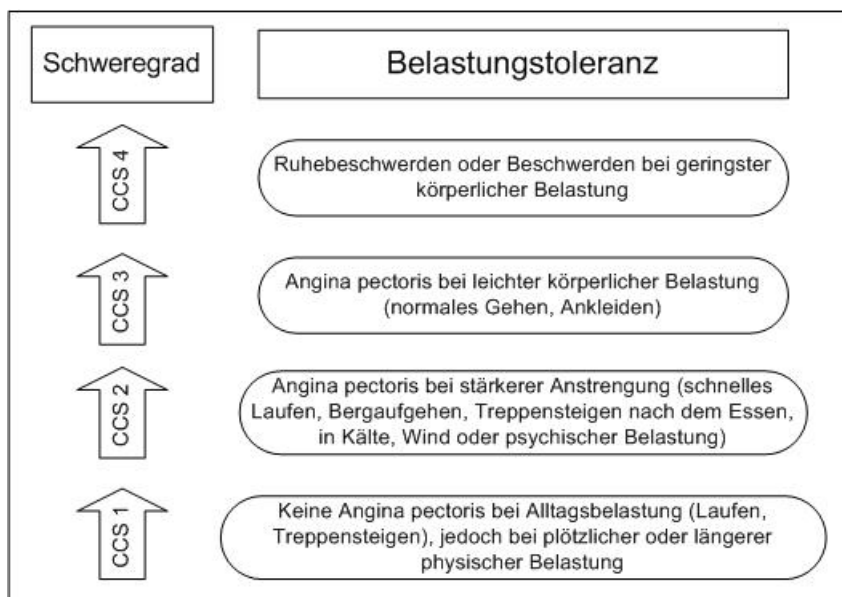 Schweregrad
Belastungstoleranz
CCS 4
Ruhebeschwerden oder Beschwerden bei geringster
körperlicher Belastung
CCS 3
Angina pectoris bei leichter körperlicher Belastung
(normales Gehen, Ankleiden)
CCS 2
Angina pectoris bei stärkerer Anstrengung (schnelles
Laufen, Bergaufgehen, Treppensteigen nach dem Essen,
in Kälte, Wind oder psychischer Belastung)
CCS 1
Keine Angina pectoris bei Alltagsbelastung (Laufen,
Treppensteigen), jedoch bei plötzlicher oder längerer
physischer Belastung